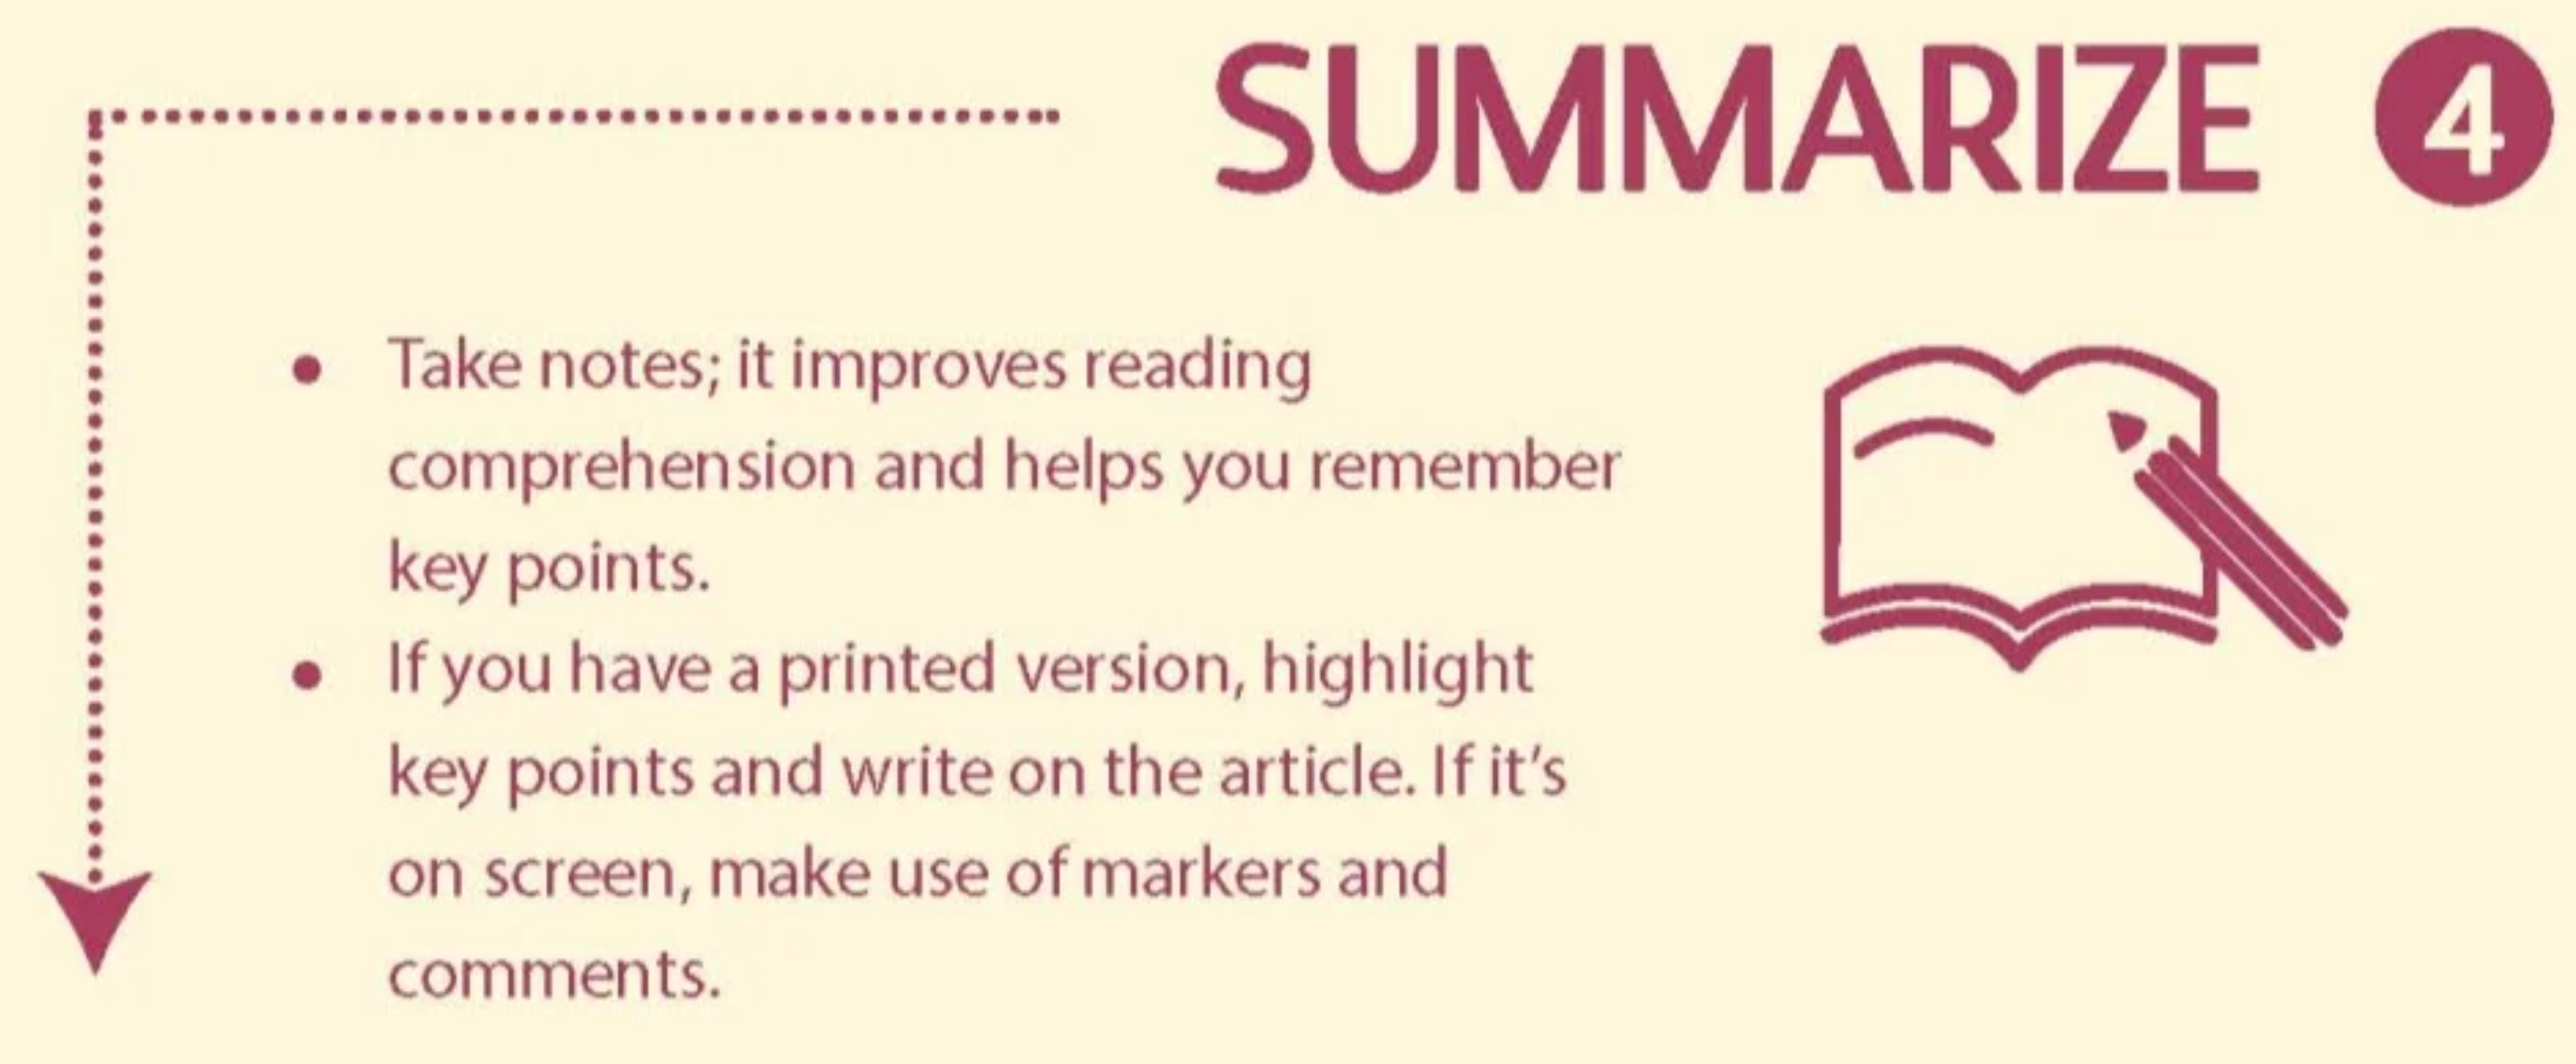 SUMMARIZE 4
• Take notes; it improves reading
comprehension and helps you remember
key points.
• If you have a printed version, highlight
key points and write on the article. If it’s
on screen, make use of markers and
comments.